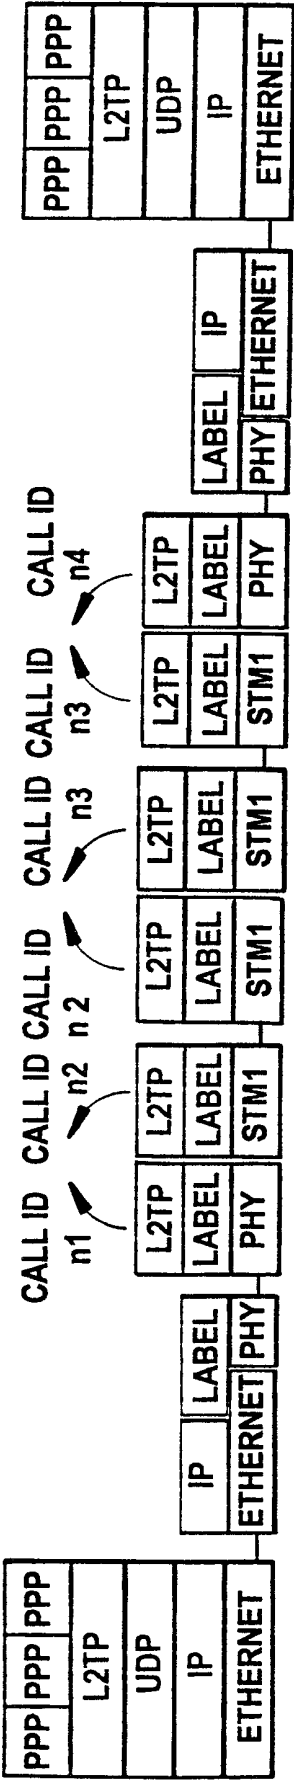 PPP PPP PPP
L2TP
UDP
IP
ETHERNET
IP LABEL
ETHERNET PHY
CALL ID
n1
L2TP
LABEL
PHY
CALL ID
n2
L2TP
LABEL
STM1
CALL ID
n 2
L2TP
LABEL
STM1
CALL ID
n3
L2TP
LABEL
STM1
CALL ID
n3
L2TP
LABEL
STM1
CALL ID
n4
L2TP
LABEL
PHY
LABEL IP
PHY ETHERNET
PPP PPP PPP
L2TP
UDP
IP
ETHERNET